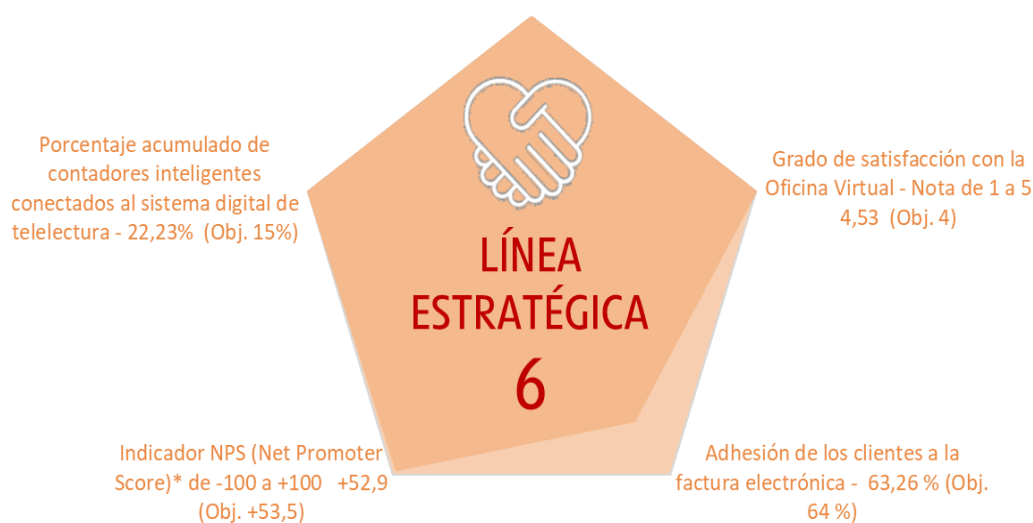 Porcentaje acumulado de
contadores inteligentes
conectados al sistema digital de
telelectura - 22,23% (Obj. 15%)
Grado de satisfacción con la
Oficina Virtual - Nota de 1 a 5
4,53 (Obj. 4)
LÍNEA
ESTRATÉGICA
6
Indicador NPS (Net Promoter
Score)* de -100 a +100 +52,9
(Obj. +53,5)
Adhesión de los clientes a la
factura electrónica - 63,26 % (Obj.
64 %)